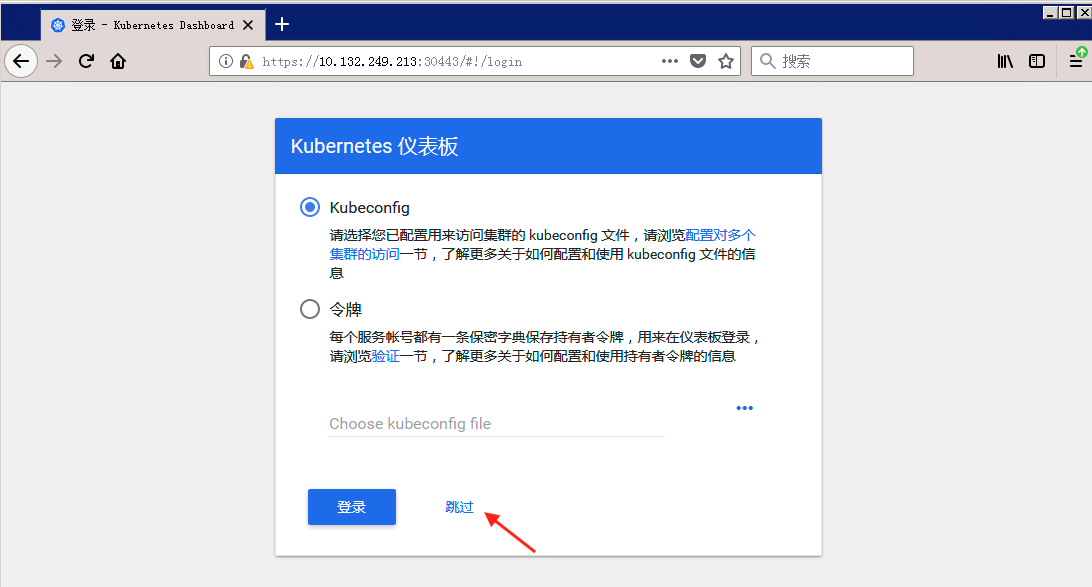 登录 - Kubernetes Dashboard
https://10.132.249.213:30443/#!/login
搜索
Kubernetes 仪表板
Kubeconfig
请选择您已配置用来访问集群的 kubeconfig 文件，请浏览配置对多个
集群的访问一节，了解更多关于如何配置和使用 kubeconfig 文件的信
息
令牌
每个服务帐号都有一条保密字典保存持有者令牌，用来在仪表板登录，
请浏览验证一节，了解更多关于如何配置和使用持有者令牌的信息
Choose kubeconfig file
登录
跳过